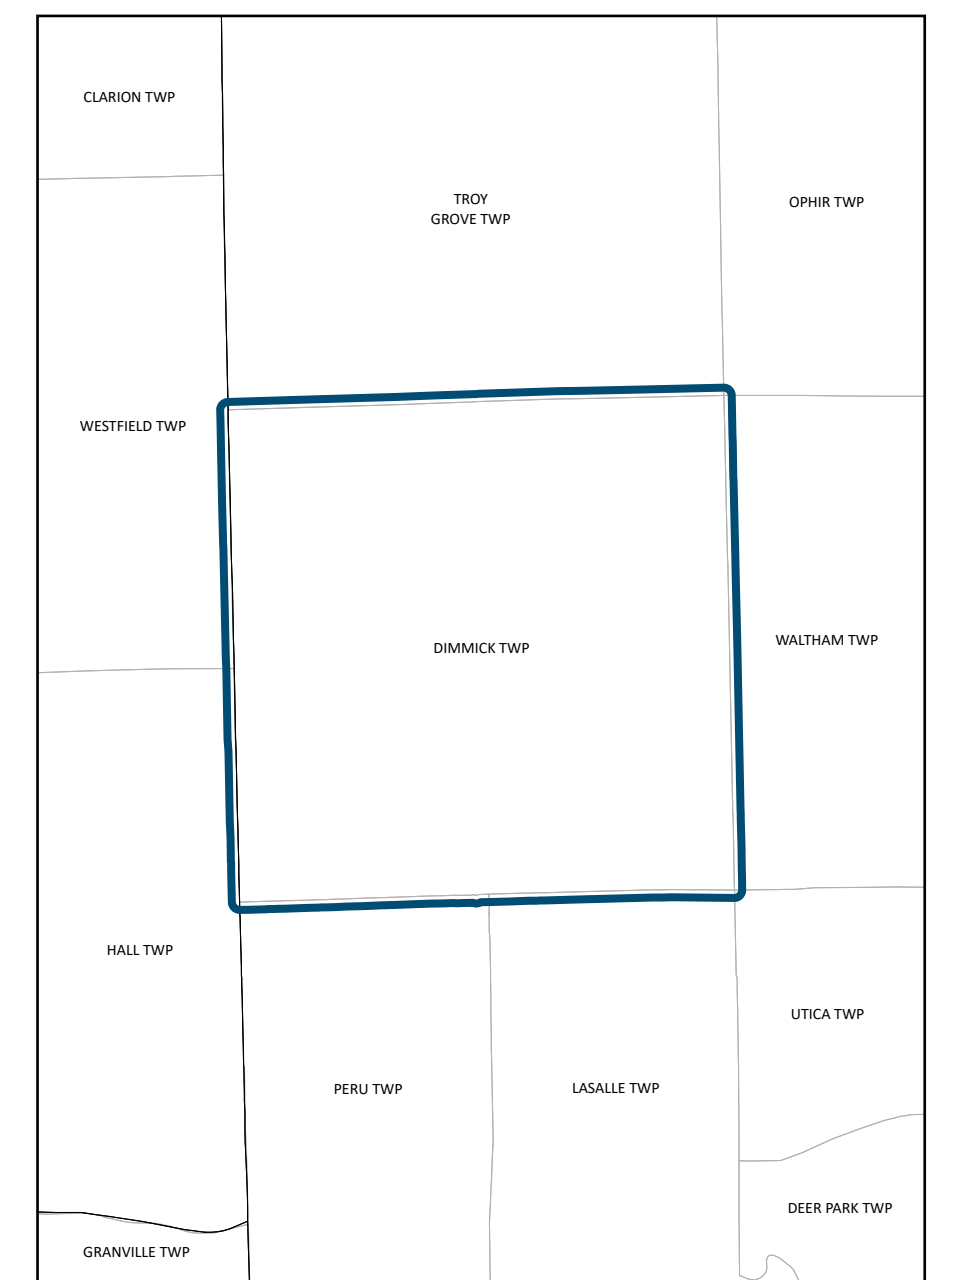 CLARION TWP
TROY
GROVE TWP
OPHIR TWP
WESTFIELD TWP
DIMMICK TWP
WALTHAM TWP
HALL TWP
UTICA TWP
PERU TWP
LASALLE TWP
DEER PARK TWP
GRANVILLE TWP